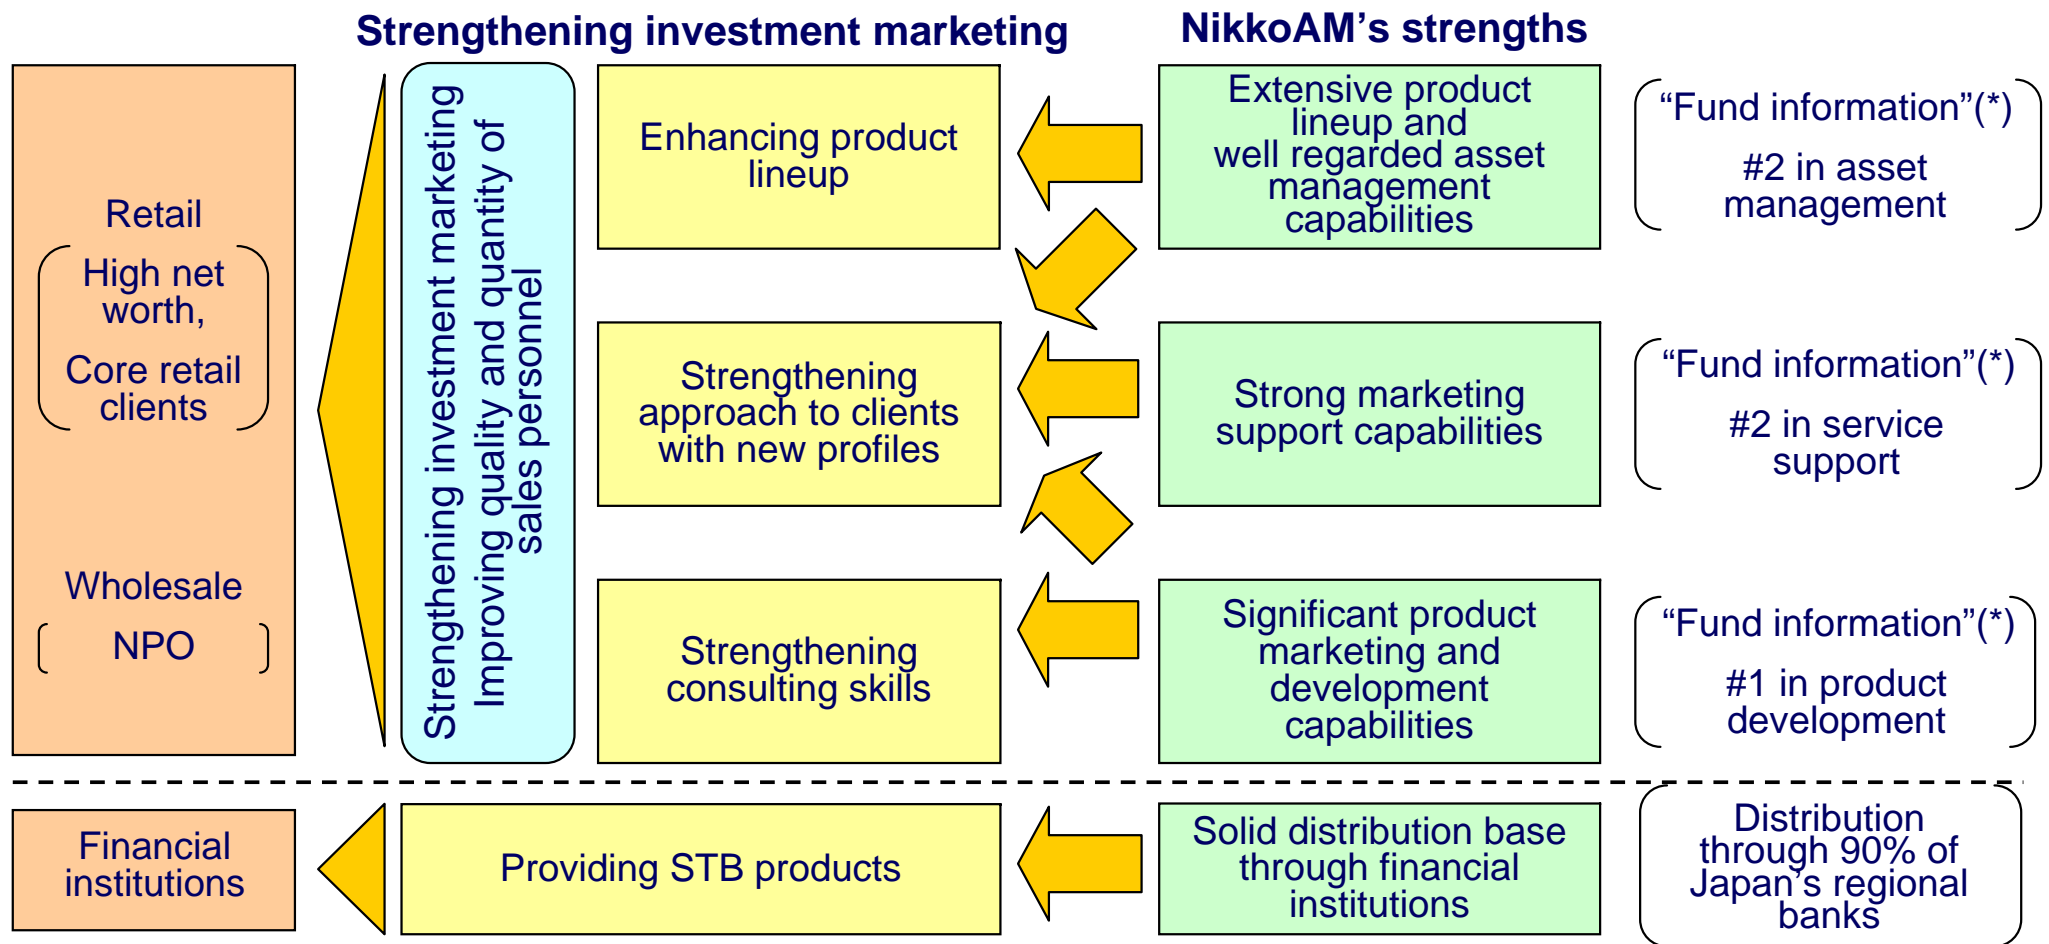 Strengthening investment marketing
NikkoAM’s strengths
Retail
High net
worth,
Core retail
clients
Wholesale
NPO
Strengthening investment marketing
Improving quality and quantity of
sales personnel
Enhancing product
lineup
Extensive product
lineup and
well regarded asset
management
capabilities
“Fund information”(*)
#2 in asset
management
Strengthening
approach to clients
with new profiles
Strong marketing
support capabilities
“Fund information”(*)
#2 in service
support
Strengthening
consulting skills
Significant product
marketing and
development
capabilities
“Fund information”(*)
#1 in product
development
Financial
institutions
Providing STB products
Solid distribution base
through financial
institutions
Distribution
through 90% of
Japan’s regional
banks